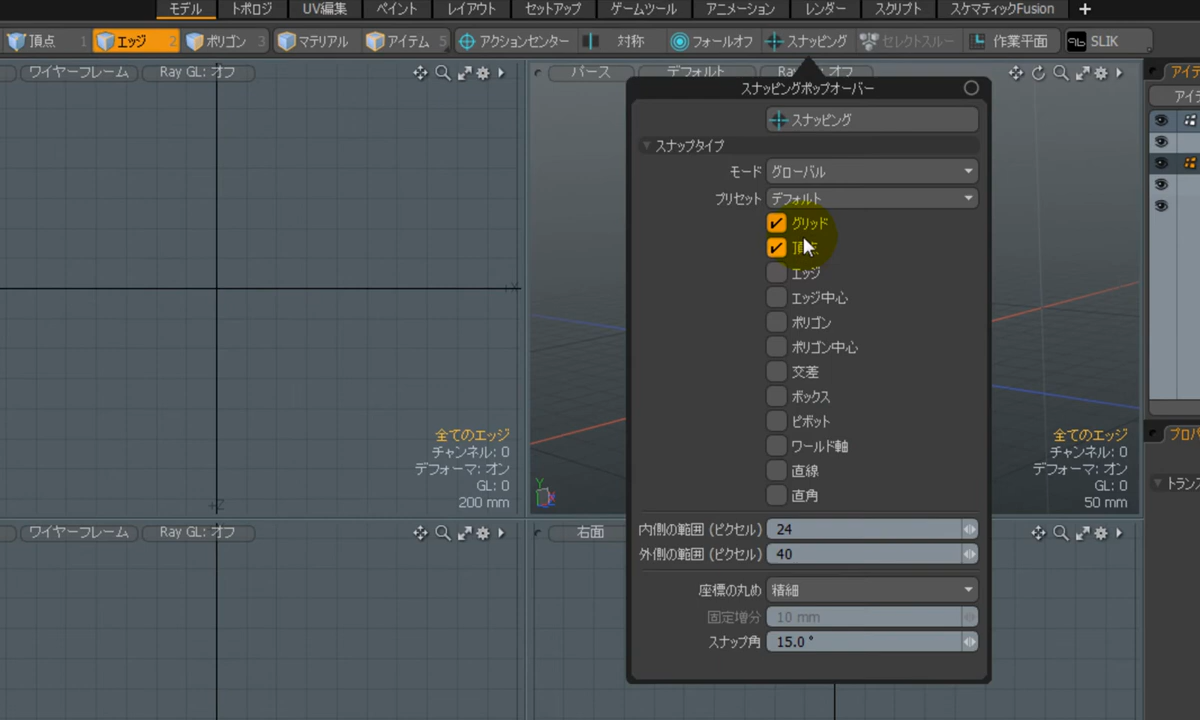 モデル トポロジ UV編集 ペイント レイアウト セットアップ ゲームツール アニメーション レンダー スクリプト スケマティックFusion +
頂点 1 エッジ 2 ポリゴン 3 マテリアル アイテム 5 アクションセンター 対称 フォールオフ スナッピング セレクトスルー 作業平面 SLIK
ワイヤーフレーム Ray GL: オフ
パース デフォルト Ray GL: オフ
スナッピングポップオーバー
スナッピング
スナップタイプ
モード グローバル
プリセット デフォルト
グリッド
頂点
エッジ
エッジ中心
ポリゴン
ポリゴン中心
交差
ボックス
ピボット
ワールド軸
直線
直角
内側の範囲 (ピクセル) 24
外側の範囲 (ピクセル) 40
座標の丸め 精細
固定増分 10 mm
スナップ角 15.0 °
X
Z
全てのエッジ
チャンネル: 0
デフォーマ: オン
GL: 0
200 mm
Y
全てのエッジ
チャンネル: 0
デフォーマ: オン
GL: 0
50 mm
ワイヤーフレーム Ray GL: オフ
右面
アイテ
アイテ
プロパ
トランス